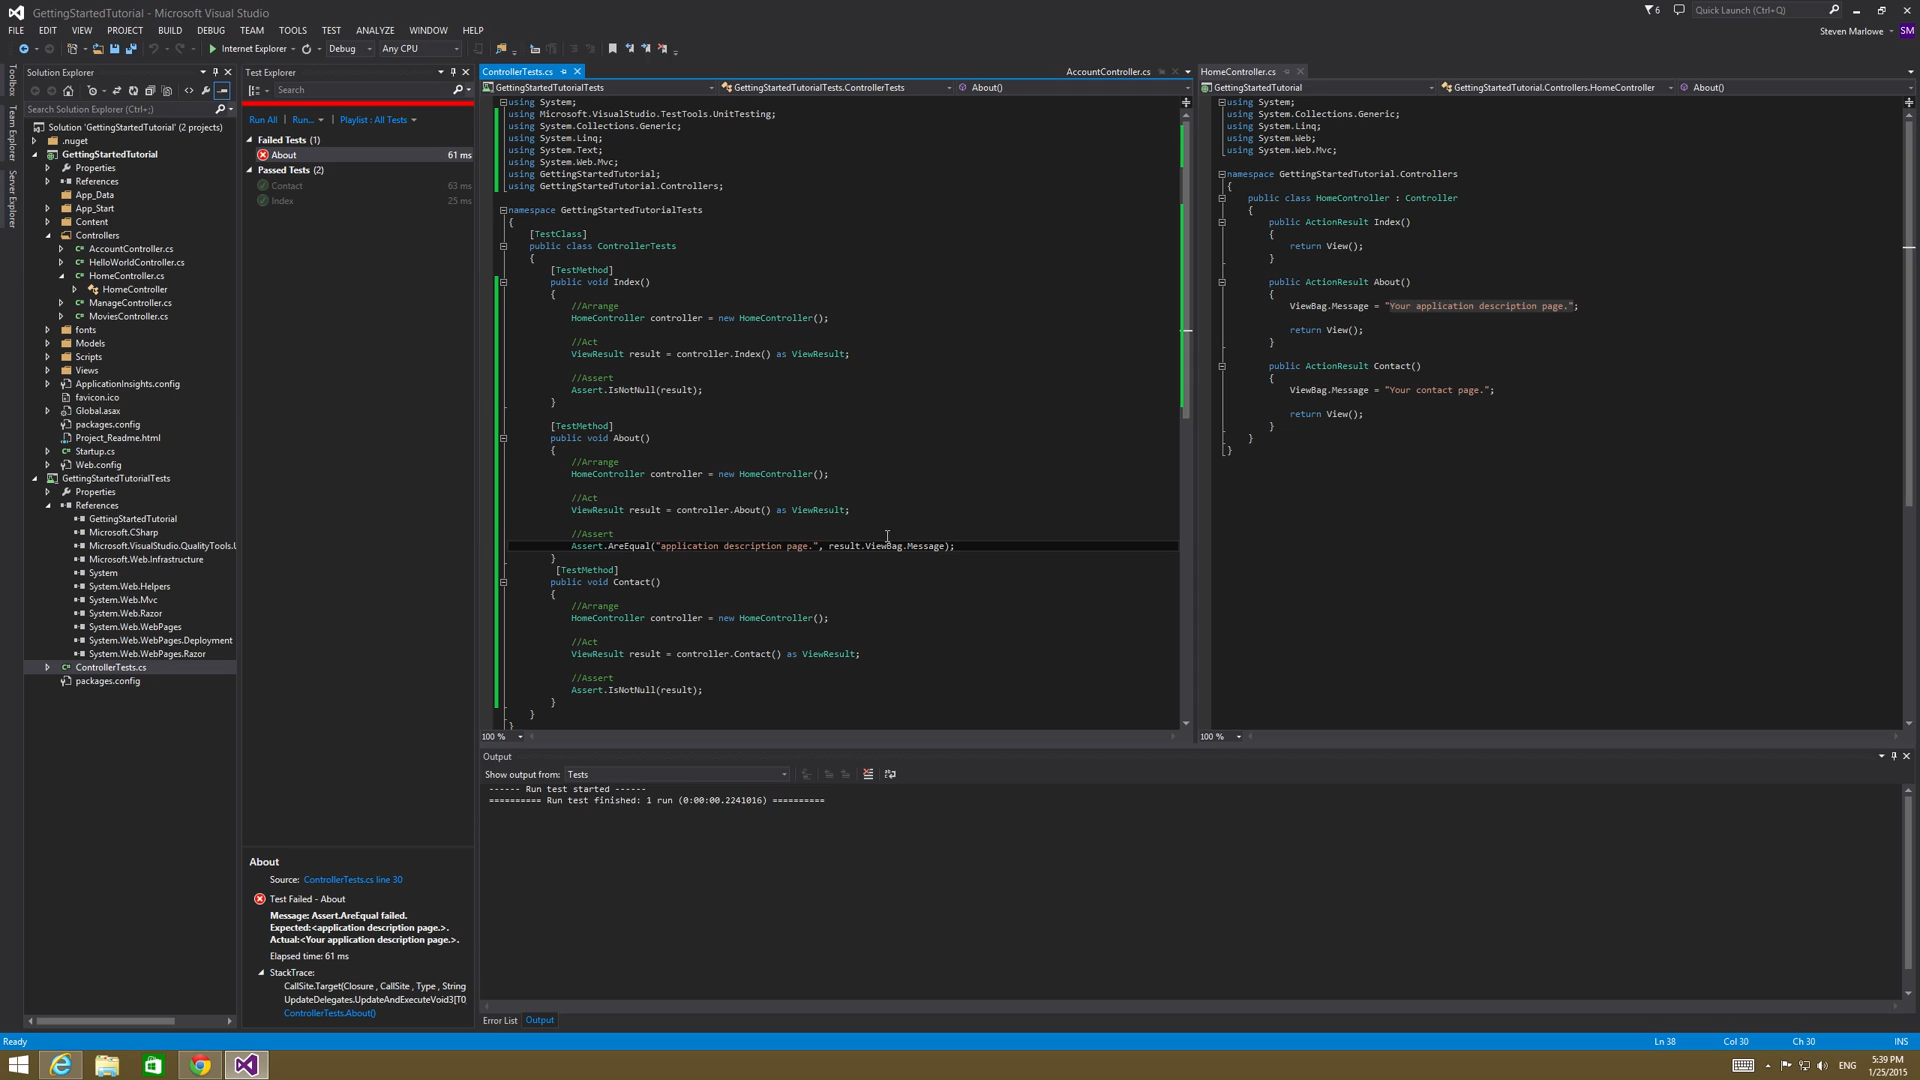 GettingStartedTutorial - Microsoft Visual Studio
6
Quick Launch (Ctrl+Q)
FILE EDIT VIEW PROJECT BUILD DEBUG TEAM TOOLS TEST ARCHITECTURE ANALYZE WINDOW HELP
Steven Marlowe SM
Internet Explorer Debug Any CPU
Toolbox
Team Explorer
Server Explorer
Solution Explorer
Search Solution Explorer (Ctrl+;)
Solution 'GettingStartedTutorial' (2 projects)
.nuget
GettingStartedTutorial
Properties
References
App_Data
App_Start
Content
Controllers
AccountController.cs
HelloWorldController.cs
HomeController.cs
HomeController
ManageController.cs
MoviesController.cs
fonts
Models
Scripts
Views
ApplicationInsights.config
favicon.ico
Global.asax
packages.config
Project_Readme.html
Startup.cs
Web.config
GettingStartedTutorialTests
Properties
References
GettingStartedTutorial
Microsoft.CSharp
Microsoft.VisualStudio.QualityTools.U
Microsoft.Web.Infrastructure
System
System.Web.Helpers
System.Web.Mvc
System.Web.Razor
System.Web.WebPages
System.Web.WebPages.Deployment
System.Web.WebPages.Razor
ControllerTests.cs
packages.config
Test Explorer
Search
Run All Run... Playlist : All Tests
Failed Tests (1)
About 61 ms
Passed Tests (2)
Contact 63 ms
Index 25 ms
About
Source: ControllerTests.cs line 30
Test Failed - About
Message: Assert.AreEqual failed.
Expected:<application description page.>.
Actual:<Your application description page.>.
Elapsed time: 61 ms
StackTrace:
CallSite.Target(Closure , CallSite , Type , String
UpdateDelegates.UpdateAndExecuteVoid3[T0
ControllerTests.About()
ControllerTests.cs
AccountController.cs
GettingStartedTutorialTests GettingStartedTutorialTests.ControllerTests About()
using System;
using Microsoft.VisualStudio.TestTools.UnitTesting;
using System.Collections.Generic;
using System.Linq;
using System.Text;
using System.Web.Mvc;
using GettingStartedTutorial;
using GettingStartedTutorial.Controllers;
namespace GettingStartedTutorialTests
{
[TestClass]
public class ControllerTests
{
[TestMethod]
public void Index()
{
//Arrange
HomeController controller = new HomeController();
//Act
ViewResult result = controller.Index() as ViewResult;
//Assert
Assert.IsNotNull(result);
}
[TestMethod]
public void About()
{
//Arrange
HomeController controller = new HomeController();
//Act
ViewResult result = controller.About() as ViewResult;
//Assert
Assert.AreEqual("application description page.", result.ViewBag.Message);
}
[TestMethod]
public void Contact()
{
//Arrange
HomeController controller = new HomeController();
//Act
ViewResult result = controller.Contact() as ViewResult;
//Assert
Assert.IsNotNull(result);
}
}
}
100 %
HomeController.cs
GettingStartedTutorial GettingStartedTutorial.Controllers.HomeController About()
using System;
using System.Collections.Generic;
using System.Linq;
using System.Web;
using System.Web.Mvc;
namespace GettingStartedTutorial.Controllers
{
public class HomeController : Controller
{
public ActionResult Index()
{
return View();
}
public ActionResult About()
{
ViewBag.Message = "Your application description page.";
return View();
}
public ActionResult Contact()
{
ViewBag.Message = "Your contact page.";
return View();
}
}
}
100 %
Output
Show output from: Tests
------ Run test started ------
========== Run test finished: 1 run (0:00:00.2241016) ==========
Error List Output
Ready Ln 38 Col 30 Ch 30 INS
ENG
5:39 PM
1/25/2015